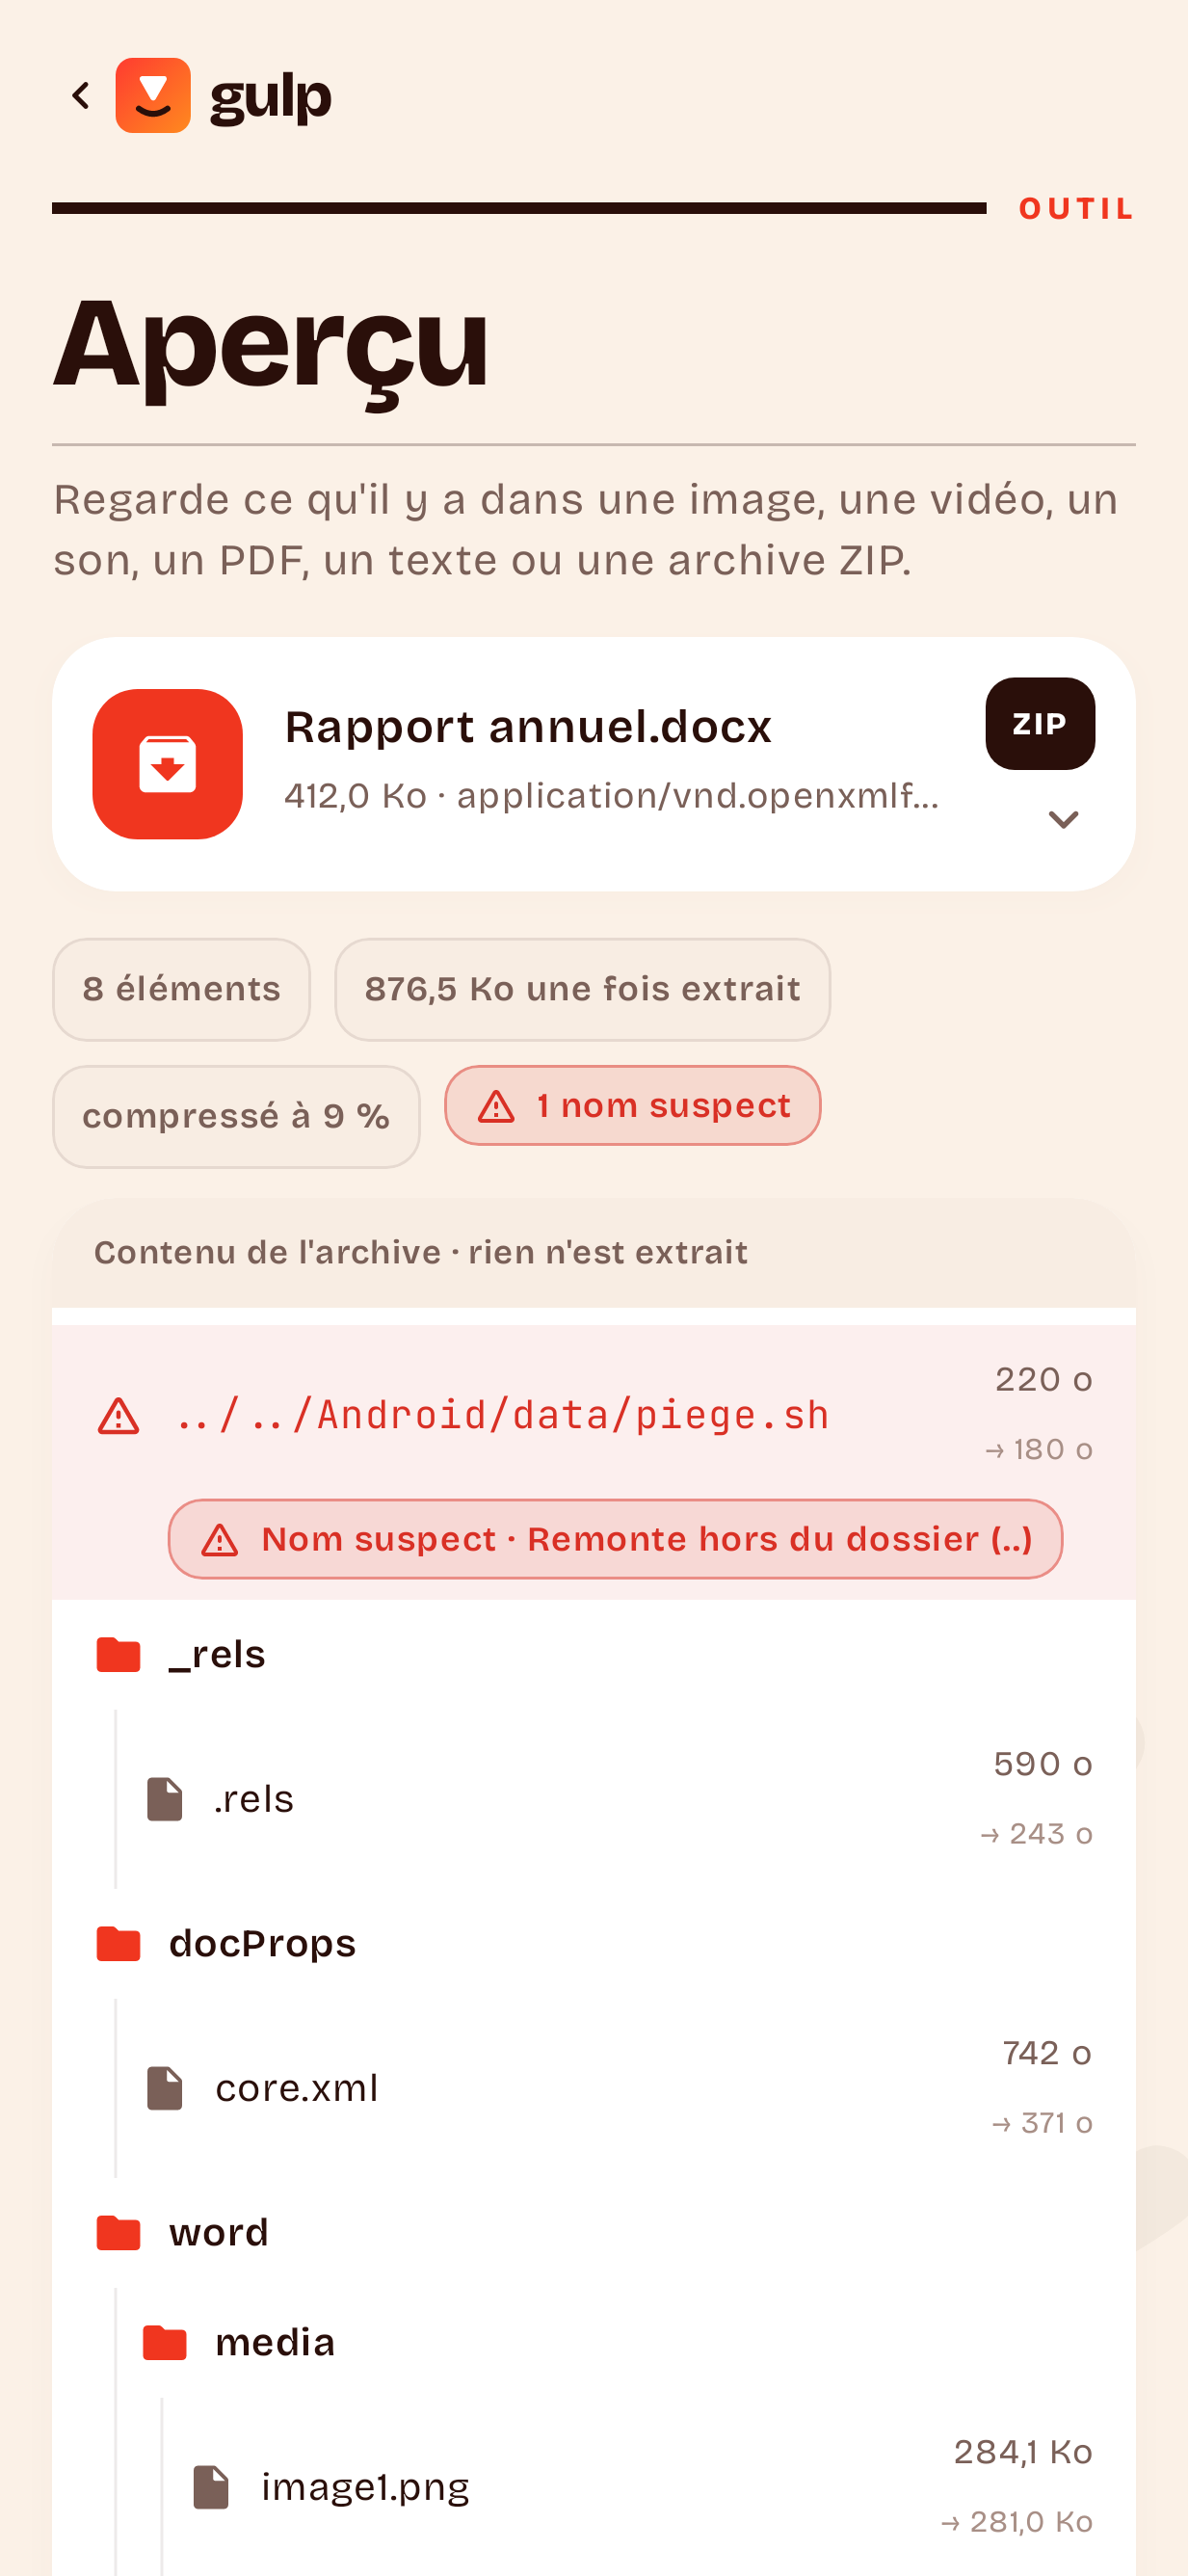 gulp
OUTIL
Aperçu
Regarde ce qu'il y a dans une image, une vidéo, un
son, un PDF, un texte ou une archive ZIP.
Rapport annuel.docx
ZIP
412,0 Ko · application/vnd.openxmlf...
8 éléments
876,5 Ko une fois extrait
compressé à 9 %
1 nom suspect
Contenu de l'archive · rien n'est extrait
../../Android/data/piege.sh
220 o
→ 180 o
Nom suspect · Remonte hors du dossier (..)
_rels
.rels
590 o
→ 243 o
docProps
core.xml
742 o
→ 371 o
word
media
image1.png
284,1 Ko
→ 281,0 Ko